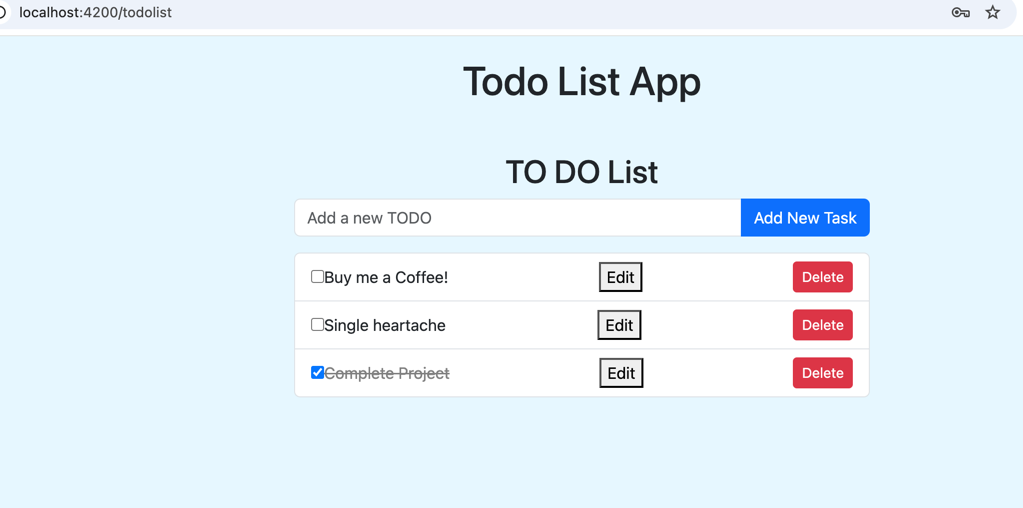 localhost:4200/todolist
Todo List App
TO DO List
Add a new TODO Add New Task
Buy me a Coffee! Edit Delete
Single heartache Edit Delete
Complete Project Edit Delete